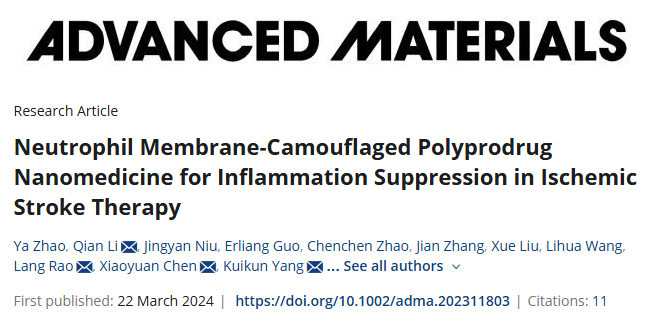 ADVANCED MATERIALS
Research Article
Neutrophil Membrane-Camouflaged Polyprodrug
Nanomedicine for Inflammation Suppression in Ischemic
Stroke Therapy
Ya Zhao, Qian Li, Jingyan Niu, Erliang Guo, Chenchen Zhao, Jian Zhang, Xue Liu, Lihua Wang,
Lang Rao, Xiaoyuan Chen, Kuikun Yang ... See all authors
First published: 22 March 2024 | https://doi.org/10.1002/adma.202311803 | Citations: 11